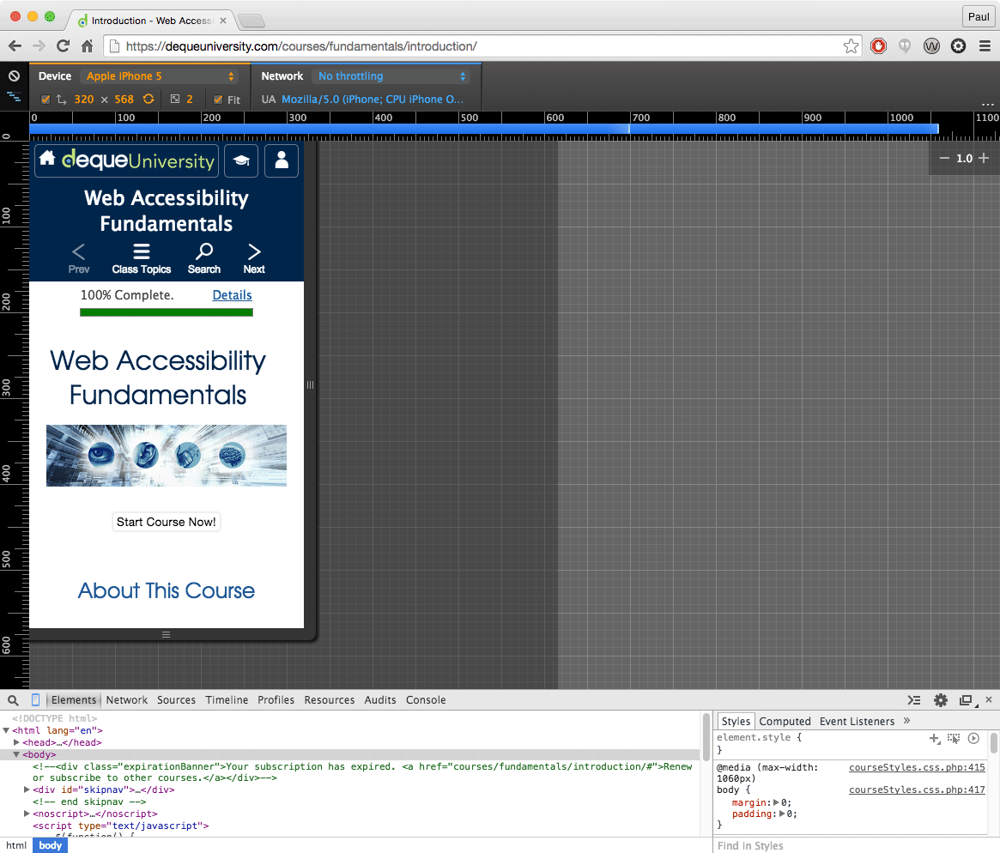 Introduction - Web Access
Paul
https://dequeuniversity.com/courses/fundamentals/introduction/
Device Apple iPhone 5 Network No throttling
320 × 568 2 Fit UA Mozilla/5.0 (iPhone; CPU iPhone O...
...
0 100 200 300 400 500 600 700 800 900 1000 1100
0
100
200
300
400
500
600
1.0
dequeUniversity
Web Accessibility
Fundamentals
Prev Class Topics Search Next
100% Complete. Details
Web Accessibility
Fundamentals
Start Course Now!
About This Course
Elements Network Sources Timeline Profiles Resources Audits Console
<!DOCTYPE html>
<html lang="en">
<head>…</head>
<body>
<!--<div class="expirationBanner">Your subscription has expired. <a href="courses/fundamentals/introduction/#">Renew
or subscribe to other courses.</a></div>-->
<div id="skipnav">…</div>
<!-- end skipnav -->
<noscript>…</noscript>
<script type="text/javascript">
$(function() {
html body
Styles Computed Event Listeners »
element.style {
}
@media (max-width: courseStyles.css.php:415
1060px)
body { courseStyles.css.php:417
margin: 0;
padding: 0;
}
Find in Styles